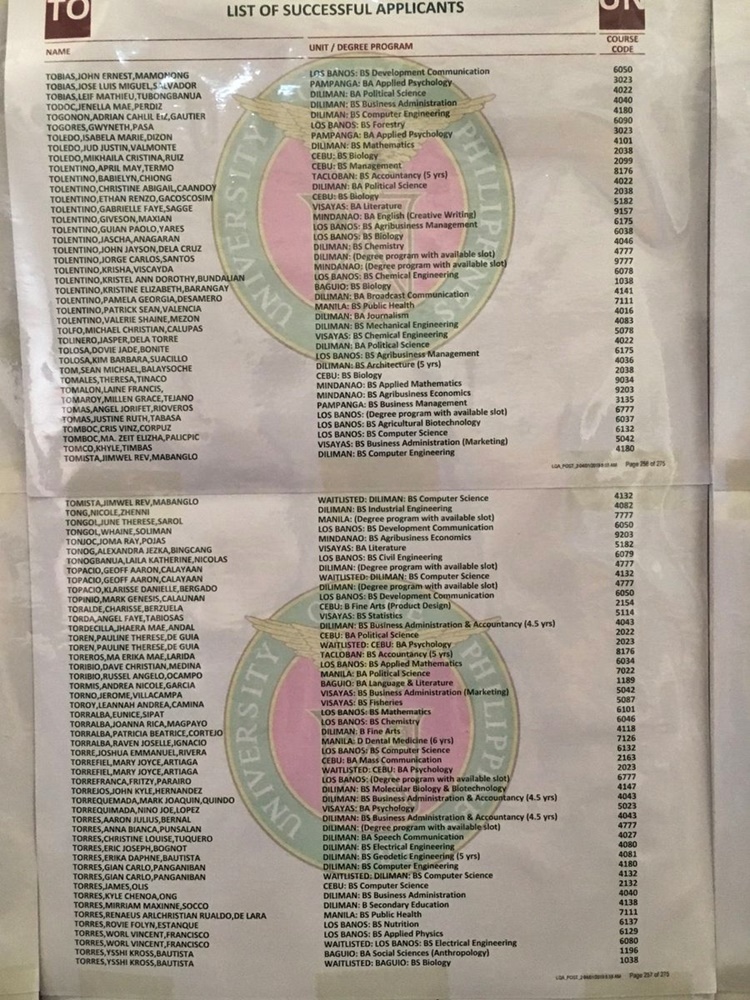 TO
LIST OF SUCCESSFUL APPLICANTS
ON
NAME UNIT / DEGREE PROGRAM COURSE CODE
TOBIAS,JOHN ERNEST,MAMONONG LOS BANOS: BS Development Communication 6050
TOBIAS,JOSE LUIS MIGUEL,SALVADOR PAMPANGA: BA Applied Psychology 3023
TOBIAS,LEIF MATHIEU,TUBONGBANUA DILIMAN: BA Political Science 4022
TODOC,JENELLA MAE,PERDIZ DILIMAN: BS Business Administration 4040
TOGONON,ADRIAN CAHLIL EIZ,GAUTIER DILIMAN: BS Computer Engineering 4180
TOGORES,GWYNETH,PASA LOS BANOS: BS Forestry 6090
TOLEDO,ISABELA MARIE,DIZON PAMPANGA: BA Applied Psychology 3023
TOLEDO,JUD JUSTIN,VALMONTE DILIMAN: BS Mathematics 4101
TOLEDO,MIKHAILA CRISTINA,RUIZ CEBU: BS Biology 2038
TOLENTINO,APRIL MAY,TERMO CEBU: BS Management 2099
TOLENTINO,BABIELYN,CHIONG TACLOBAN: BS Accountancy (5 yrs) 8176
TOLENTINO,CHRISTINE ABIGAIL,CAANDOY DILIMAN: BA Political Science 4022
TOLENTINO,ETHAN RENZO,GACOSCOSIM CEBU: BS Biology 2038
TOLENTINO,GABRIELLE FAYE,SAGGE VISAYAS: BA Literature 5182
TOLENTINO,GIVESON,MAXIAN MINDANAO: BA English (Creative Writing) 9157
TOLENTINO,GUIAN PAOLO,YARES LOS BANOS: BS Agribusiness Management 6175
TOLENTINO,JASCHA,ANAGARAN LOS BANOS: BS Biology 6038
TOLENTINO,JOHN JAYSON,DELA CRUZ DILIMAN: BS Chemistry 4046
TOLENTINO,JORGE CARLOS,SANTOS DILIMAN: (Degree program with available slot) 4777
TOLENTINO,KRISHA,VISCAYDA MINDANAO: (Degree program with available slot) 9777
TOLENTINO,KRISTEL ANN DOROTHY,BUNDALIAN LOS BANOS: BS Chemical Engineering 6078
TOLENTINO,KRISTINE ELIZABETH,BARANGAY BAGUIO: BS Biology 1038
TOLENTINO,PAMELA GEORGIA,DESAMERO DILIMAN: BA Broadcast Communication 4141
TOLENTINO,PATRICK SEAN,VALENCIA MANILA: BS Public Health 7111
TOLENTINO,VALERIE SHAINE,MEZON DILIMAN: BA Journalism 4016
TOLFO,MICHAEL CHRISTIAN,CALUPAS DILIMAN: BS Mechanical Engineering 4083
TOLINERO,JASPER,DELA TORRE VISAYAS: BS Chemical Engineering 5078
TOLOSA,DOVIE JADE,BONITE DILIMAN: BA Political Science 4022
TOLOSA,KIM BARBARA,SUACILLO LOS BANOS: BS Agribusiness Management 6175
TOM,SEAN MICHAEL,BALAYSOCHE DILIMAN: BS Architecture (5 yrs) 4036
TOMALES,THERESA,TINACO CEBU: BS Biology 2038
TOMALON,LAINE FRANCIS, MINDANAO: BS Applied Mathematics 9034
TOMAROY,MILLEN GRACE,TEJANO MINDANAO: BS Agribusiness Economics 9203
TOMAS,ANGEL JORIFET,RIOVEROS PAMPANGA: BS Business Management 3135
TOMAS,JUSTINE RUTH,TABASA LOS BANOS: (Degree program with available slot) 6777
TOMBOC,CRIS VINZ,CORPUZ LOS BANOS: BS Agricultural Biotechnology 6037
TOMBOC,MA. ZEIT ELIZHA,PALICPIC LOS BANOS: BS Computer Science 6132
TOMCO,KHYLE,TIMBAS VISAYAS: BS Business Administration (Marketing) 5042
TOMISTA,JIMWEL REV,MABANGLO DILIMAN: BS Computer Engineering 4180
Page 256 of 275
TOMISTA,JIMWEL REV,MABANGLO WAITLISTED: DILIMAN: BS Computer Science 4132
TONG,NICOLE,ZHENNI DILIMAN: BS Industrial Engineering 4082
TONGOL,JUNE THERESE,SAROL MANILA: (Degree program with available slot) 7777
TONGOL,WHAINE,SOLIMAN LOS BANOS: BS Development Communication 6050
TONJOC,JOMA RAY,POJAS MINDANAO: BS Agribusiness Economics 9203
TONOG,ALEXANDRA JEZKA,BINGCANG VISAYAS: BA Literature 5182
TONOGBANUA,LAILA KATHERINE,NICOLAS LOS BANOS: BS Civil Engineering 6079
TOPACIO,GEOFF AARON,CALAYAAN DILIMAN: (Degree program with available slot) 4777
TOPACIO,GEOFF AARON,CALAYAAN WAITLISTED: DILIMAN: BS Computer Science 4132
TOPACIO,KLARISSE DANIELLE,BERGADO DILIMAN: (Degree program with available slot) 4777
TOPINIO,MARK GENESIS,CALAUNAN LOS BANOS: BS Development Communication 6050
TORALDE,CHARISSE,BERZUELA CEBU: B Fine Arts (Product Design) 2154
TORDA,ANGEL FAYE,TABIOSAS VISAYAS: BS Statistics 5114
TORDECILLA,JHAERA MAE,ANDAL DILIMAN: BS Business Administration & Accountancy (4.5 yrs) 4043
TOREN,PAULINE THERESE,DE GUIA CEBU: BA Political Science 2022
TOREN,PAULINE THERESE,DE GUIA WAITLISTED: CEBU: BA Psychology 2023
TOREROS,MA ERIKA MAE,LARIDA TACLOBAN: BS Accountancy (5 yrs) 8176
TORIBIO,DAVE CHRISTIAN,MEDINA LOS BANOS: BS Applied Mathematics 6034
TORIBIO,RUSSEL ANGELO,OCAMPO MANILA: BA Political Science 7022
TORMIS,ANDREA NICOLE,GARCIA BAGUIO: BA Language & Literature 1189
TORNO,JEROME,VILLACAMPA VISAYAS: BS Business Administration (Marketing) 5042
TOROY,LEANNAH ANDREA,CAMINA VISAYAS: BS Fisheries 5087
TORRALBA,EUNICE,SIPAT LOS BANOS: BS Mathematics 6101
TORRALBA,JOANNA RICA,MAGPAYO LOS BANOS: BS Chemistry 6046
TORRALBA,PATRICIA BEATRICE,CORTEJO DILIMAN: B Fine Arts 4118
TORRALBA,RAVEN JOSELLE,IGNACIO MANILA: D Dental Medicine (6 yrs) 7126
TORRE,JOSHUA EMMANUEL,RIVERA LOS BANOS: BS Computer Science 6132
TORREFIEL,MARY JOYCE,ARTIAGA CEBU: BA Mass Communication 2163
TORREFIEL,MARY JOYCE,ARTIAGA WAITLISTED: CEBU: BA Psychology 2023
TORREFRANCA,FRITZY,PARAIRO LOS BANOS: (Degree program with available slot) 6777
TORREJOS,JOHN KYLE,HERNANDEZ DILIMAN: BS Molecular Biology & Biotechnology 4147
TORREQUEMADA,MARK JOAQUIN,QUINDO DILIMAN: BS Business Administration & Accountancy (4.5 yrs) 4043
TORREQUIMADA,NINO JOE,LOPEZ VISAYAS: BA Psychology 5023
TORRES,AARON JULIUS,BERNAL DILIMAN: BS Business Administration & Accountancy (4.5 yrs) 4043
TORRES,ANNA BIANCA,PUNSALAN DILIMAN: (Degree program with available slot) 4777
TORRES,CHRISTINE LOUISE,TUQUERO DILIMAN: BA Speech Communication 4027
TORRES,ERIC JOSEPH,BOGNOT DILIMAN: BS Electrical Engineering 4080
TORRES,ERIKA DAPHNE,BAUTISTA DILIMAN: BS Geodetic Engineering (5 yrs) 4081
TORRES,GIAN CARLO,PANGANIBAN DILIMAN: BS Computer Engineering 4180
TORRES,GIAN CARLO,PANGANIBAN WAITLISTED: DILIMAN: BS Computer Science 4132
TORRES,JAMES,OLIS CEBU: BS Computer Science 2132
TORRES,KYLE CHENOA,ONG DILIMAN: BS Business Administration 4040
TORRES,MIRRIAM MAXINNE,SOCCO DILIMAN: B Secondary Education 4138
TORRES,RENAEUS ARLCHRISTIAN RUALDO,DE LARA MANILA: BS Public Health 7111
TORRES,ROVIE FOLYN,ESTANQUE LOS BANOS: BS Nutrition 6137
TORRES,WORL VINCENT,FRANCISCO LOS BANOS: BS Applied Physics 6129
TORRES,WORL VINCENT,FRANCISCO WAITLISTED: LOS BANOS: BS Electrical Engineering 6080
TORRES,YSSHI KROSS,BAUTISTA BAGUIO: BA Social Sciences (Anthropology) 1196
TORRES,YSSHI KROSS,BAUTISTA WAITLISTED: BAGUIO: BS Biology 1038
Page 257 of 275